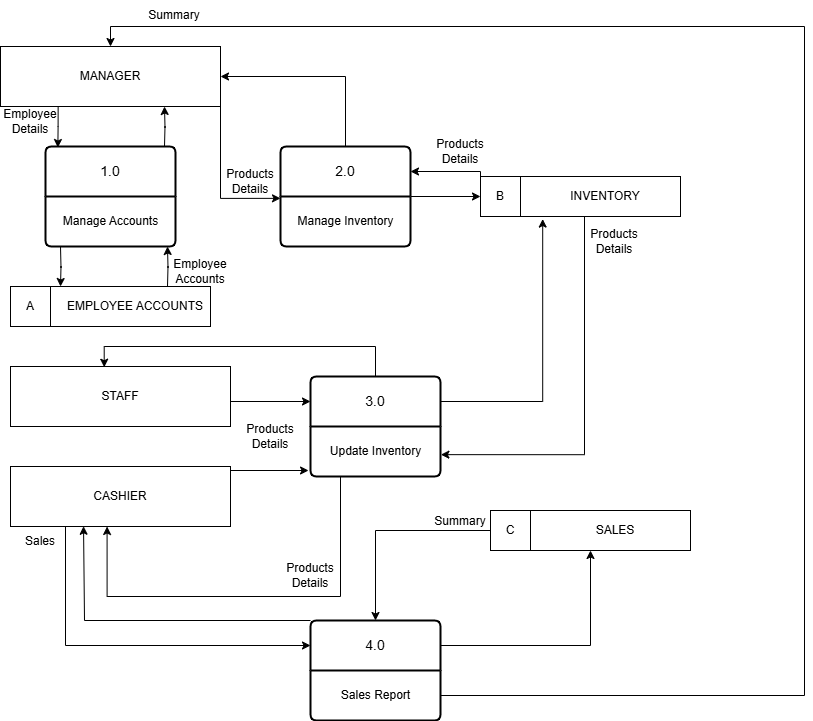 Summary
MANAGER
Employee
Details
1.0
Manage Accounts
Products
Details
2.0
Manage Inventory
Products
Details
B
INVENTORY
Products
Details
Employee
Accounts
A
EMPLOYEE ACCOUNTS
STAFF
3.0
Products
Details
Update Inventory
CASHIER
Sales
Summary
C
SALES
Products
Details
4.0
Sales Report